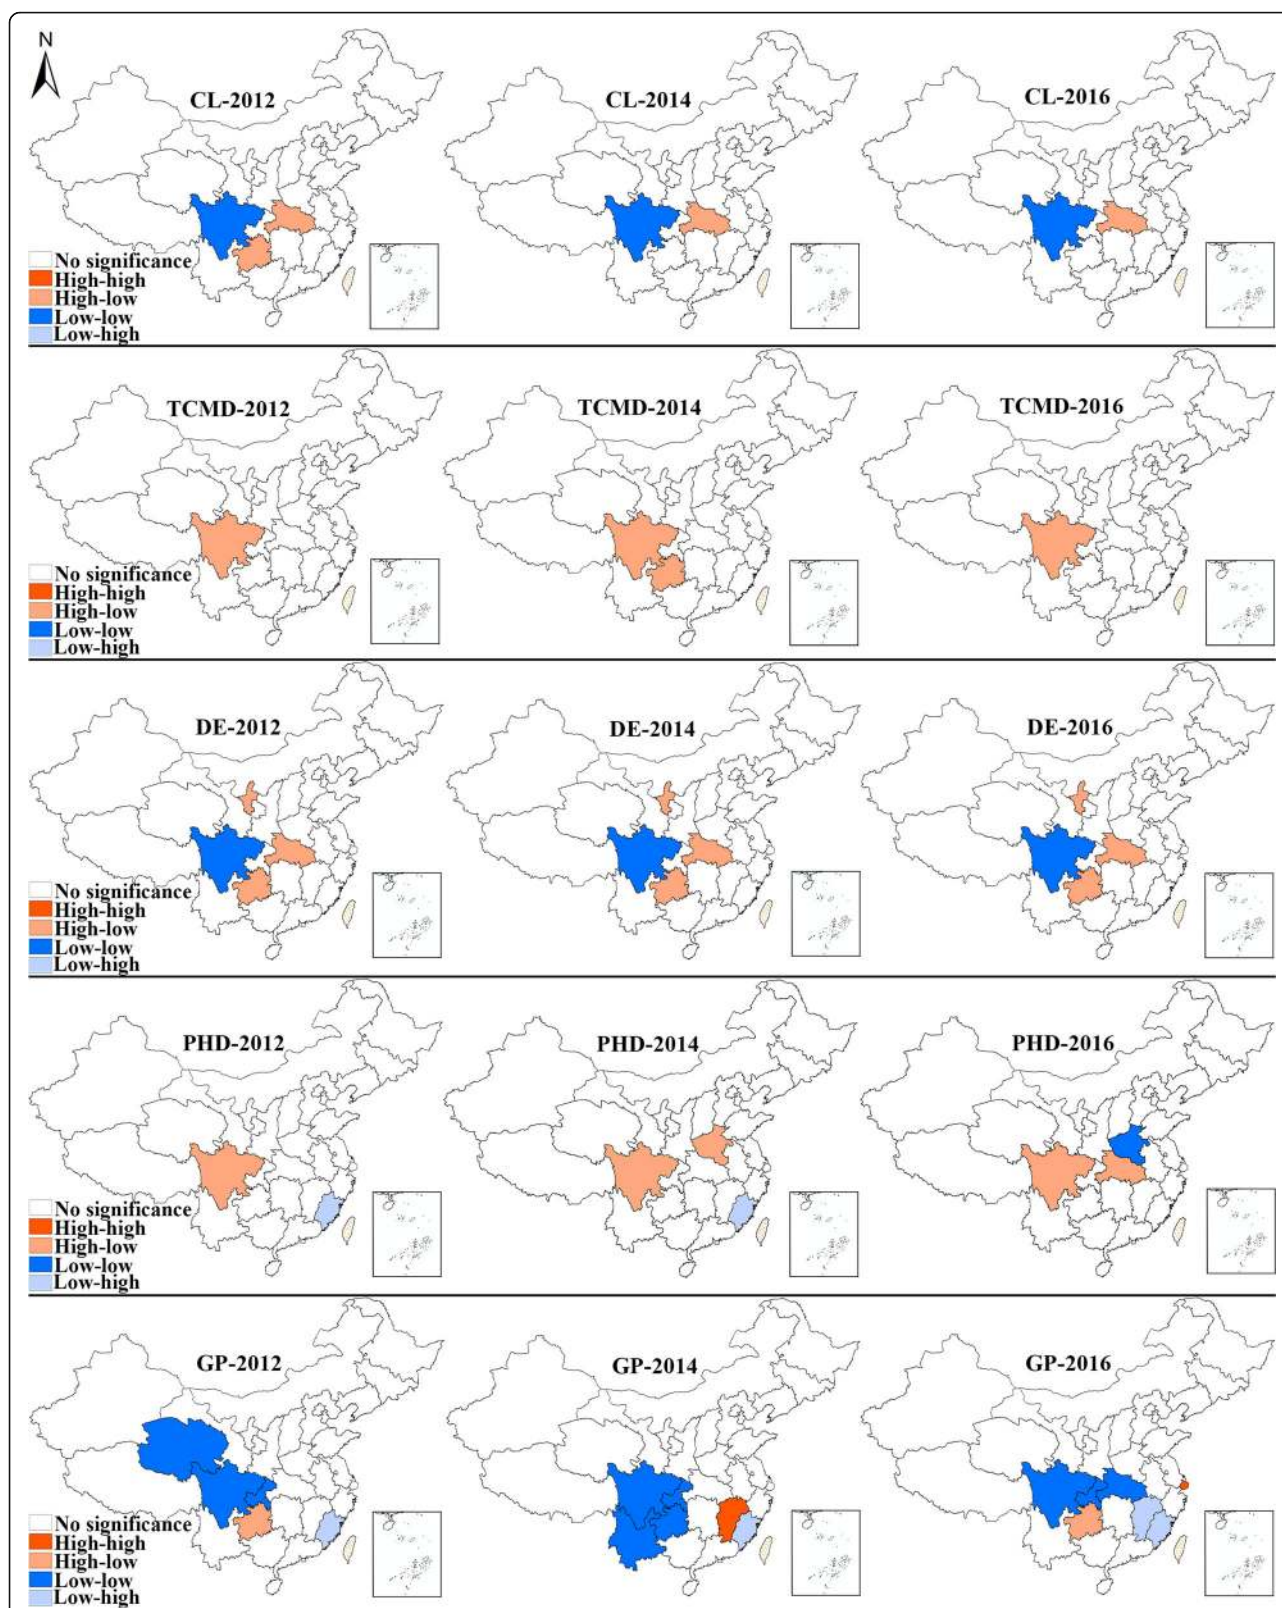 N
CL-2012
CL-2014
CL-2016
No significance
High-high
High-low
Low-low
Low-high
TCMD-2012
TCMD-2014
TCMD-2016
No significance
High-high
High-low
Low-low
Low-high
DE-2012
DE-2014
DE-2016
No significance
High-high
High-low
Low-low
Low-high
PHD-2012
PHD-2014
PHD-2016
No significance
High-high
High-low
Low-low
Low-high
GP-2012
GP-2014
GP-2016
No significance
High-high
High-low
Low-low
Low-high